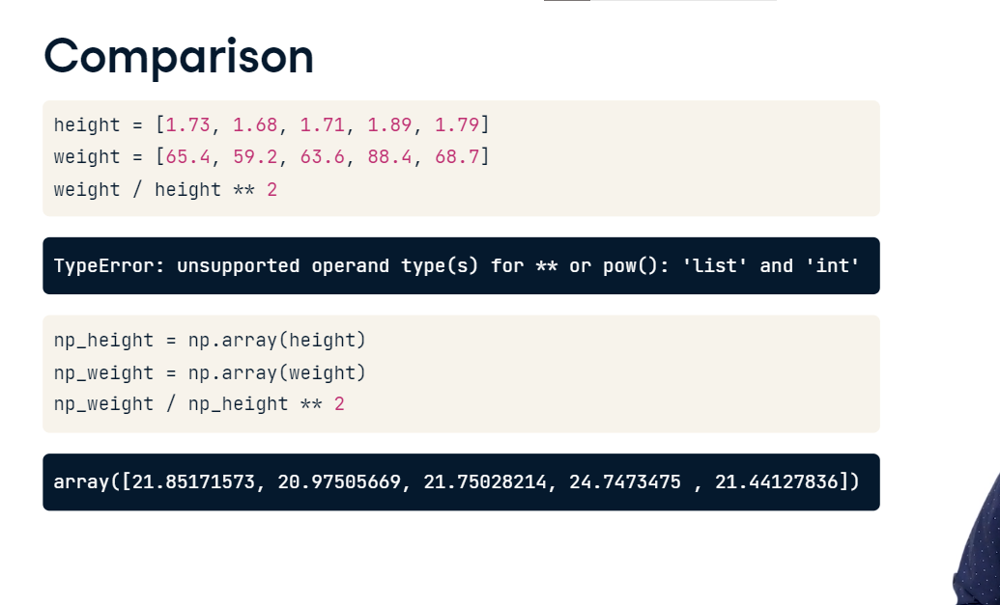 Comparison
height = [1.73, 1.68, 1.71, 1.89, 1.79]
weight = [65.4, 59.2, 63.6, 88.4, 68.7]
weight / height ** 2
TypeError: unsupported operand type(s) for ** or pow(): 'list' and 'int'
np_height = np.array(height)
np_weight = np.array(weight)
np_weight / np_height ** 2
array([21.85171573, 20.97505669, 21.75028214, 24.7473475 , 21.44127836])